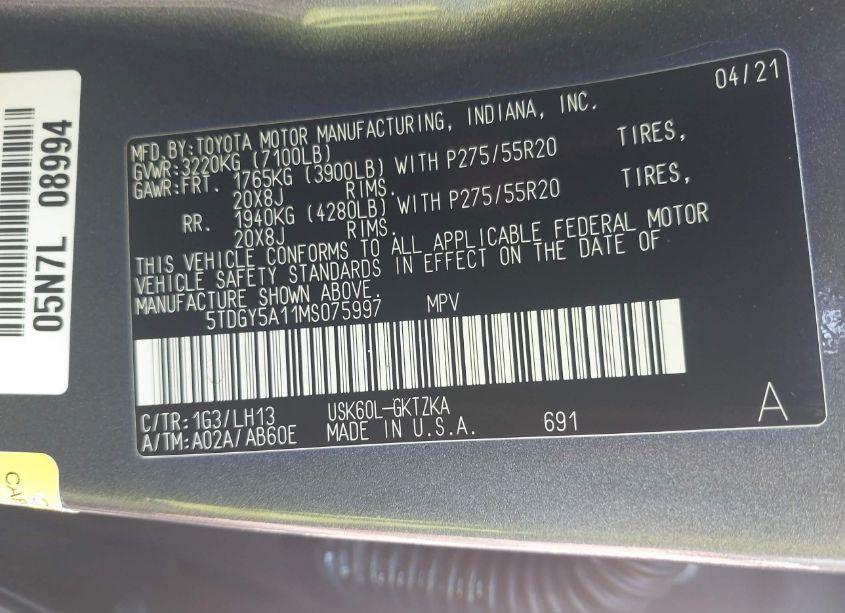 04/21
MFD.BY:TOYOTA MOTOR MANUFACTURING, INDIANA, INC.
GVWR:3220KG (7100LB)
GAWR:FRT. 1765KG (3900LB) WITH P275/55R20 TIRES,
20X8J RIMS.
RR. 1940KG (4280LB) WITH P275/55R20 TIRES,
20X8J RIMS.
THIS VEHICLE CONFORMS TO ALL APPLICABLE FEDERAL MOTOR
VEHICLE SAFETY STANDARDS IN EFFECT ON THE DATE OF
MANUFACTURE SHOWN ABOVE.
5TDGY5A11MS075997 MPV
C/TR:1G3/LH13 USK60L-GKTZKA
A/TM:A02A/AB60E MADE IN U.S.A. 691 A
05N7L 08994